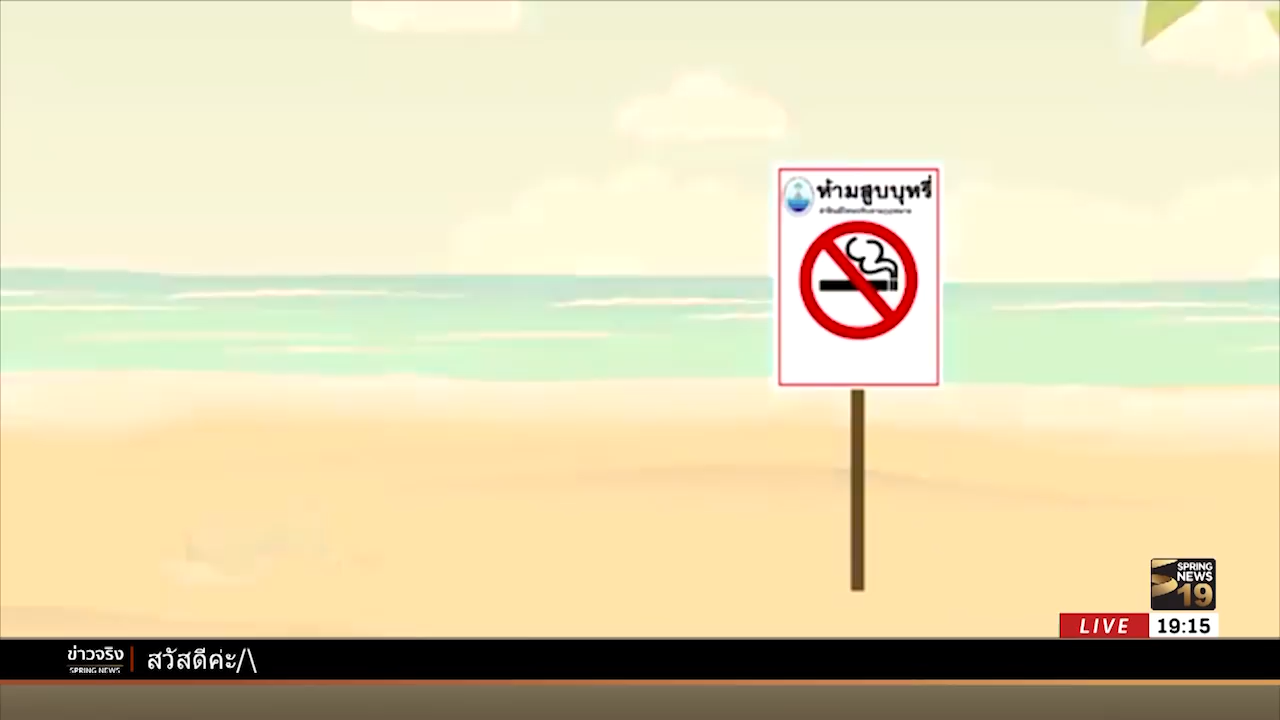 ห้ามสูบบุหรี่
SPRING
NEWS
19
LIVE 19:15
ข่าวจริง
SPRING NEWS
สวัสดีค่ะ/\